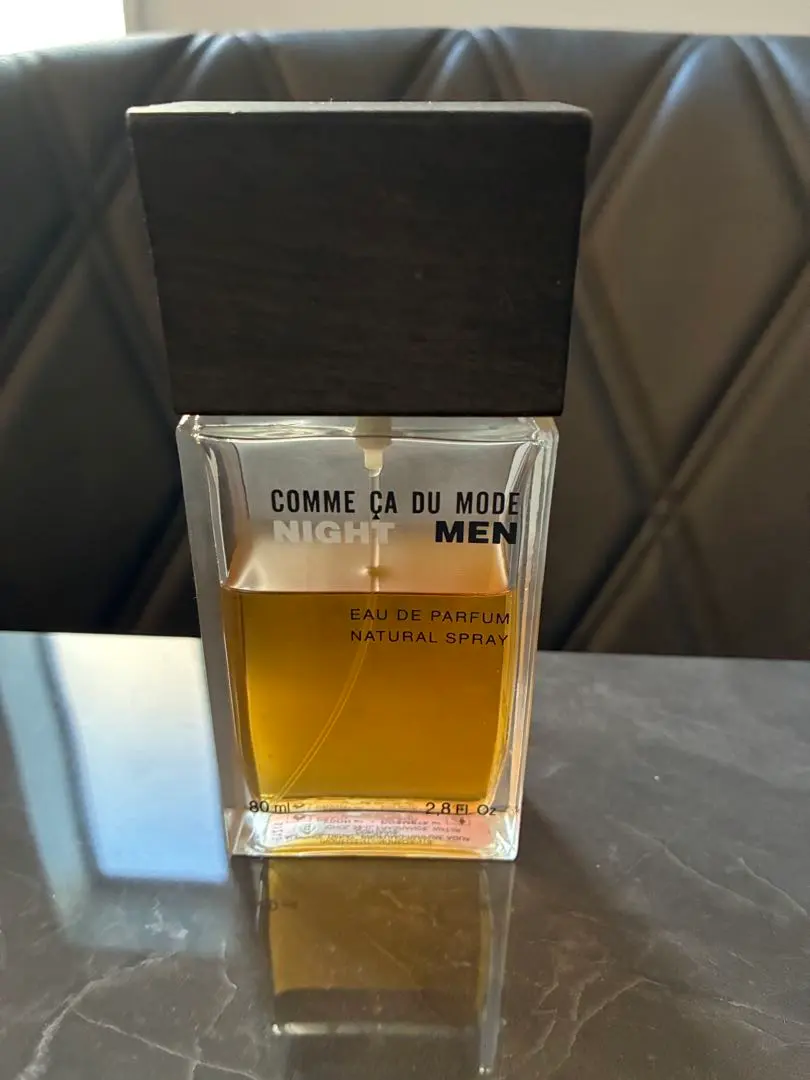 COMME ÇA DU MODE
NIGHT MEN
EAU DE PARFUM
NATURAL SPRAY
80 ml 2,8 Fl. Oz